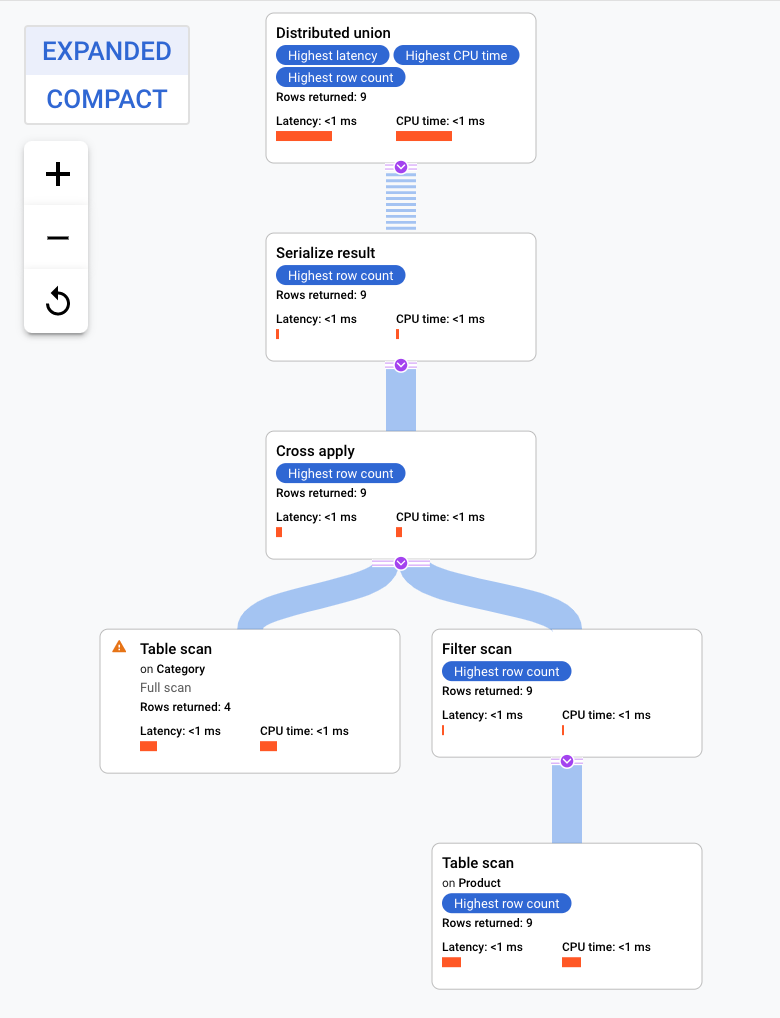 EXPANDED
COMPACT
Distributed union
Highest latency Highest CPU time
Highest row count
Rows returned: 9
Latency: <1 ms CPU time: <1 ms
Serialize result
Highest row count
Rows returned: 9
Latency: <1 ms CPU time: <1 ms
Cross apply
Highest row count
Rows returned: 9
Latency: <1 ms CPU time: <1 ms
Table scan
on Category
Full scan
Rows returned: 4
Latency: <1 ms CPU time: <1 ms
Filter scan
Highest row count
Rows returned: 9
Latency: <1 ms CPU time: <1 ms
Table scan
on Product
Highest row count
Rows returned: 9
Latency: <1 ms CPU time: <1 ms